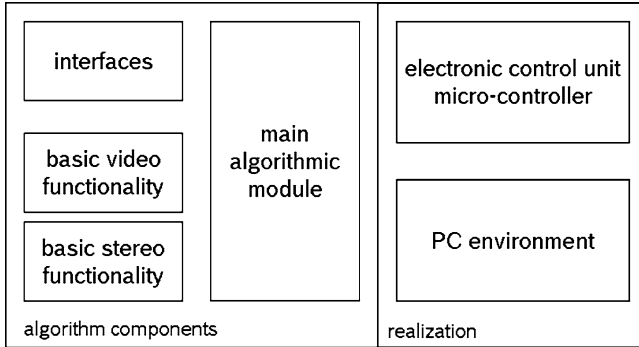 interfaces
basic video
functionality
basic stereo
functionality
main
algorithmic
module
algorithm components
electronic control unit
micro-controller
PC environment
realization